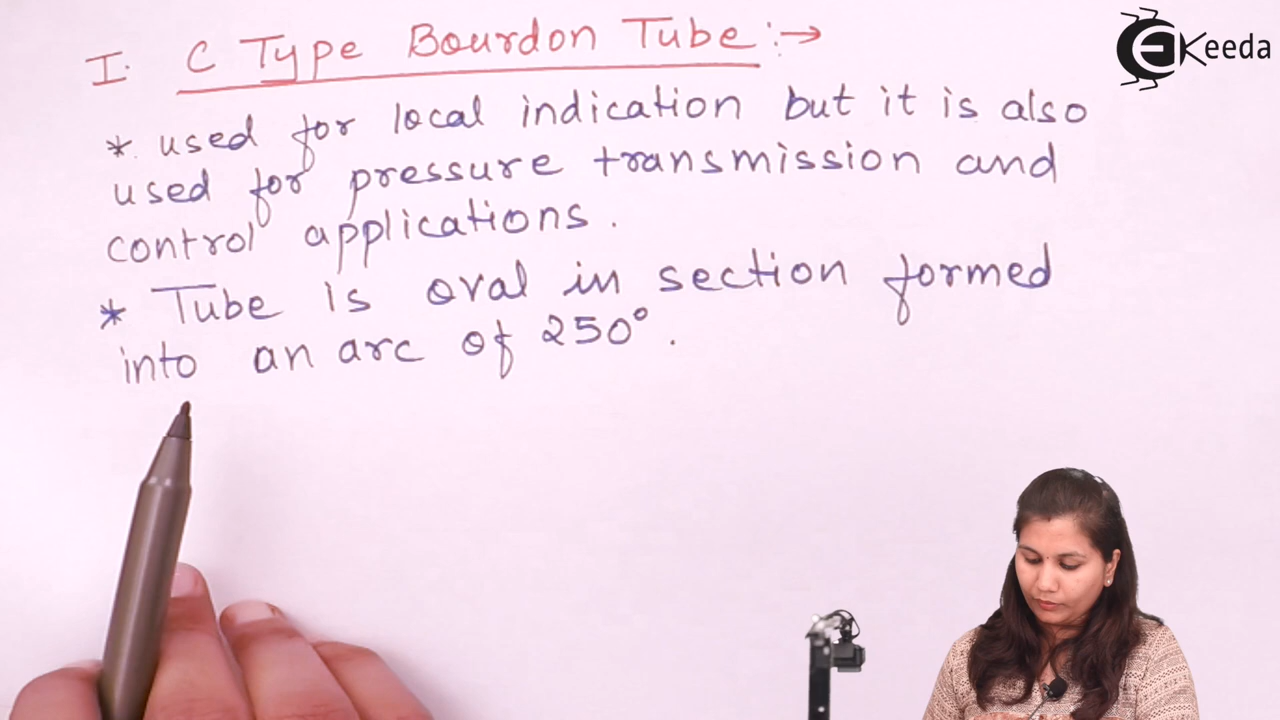 I. C Type Bourdon Tube :→
* used for local indication but it is also
used for pressure transmission and
control applications.
* Tube is oval in section formed
into an arc of 250°.
EKeeda